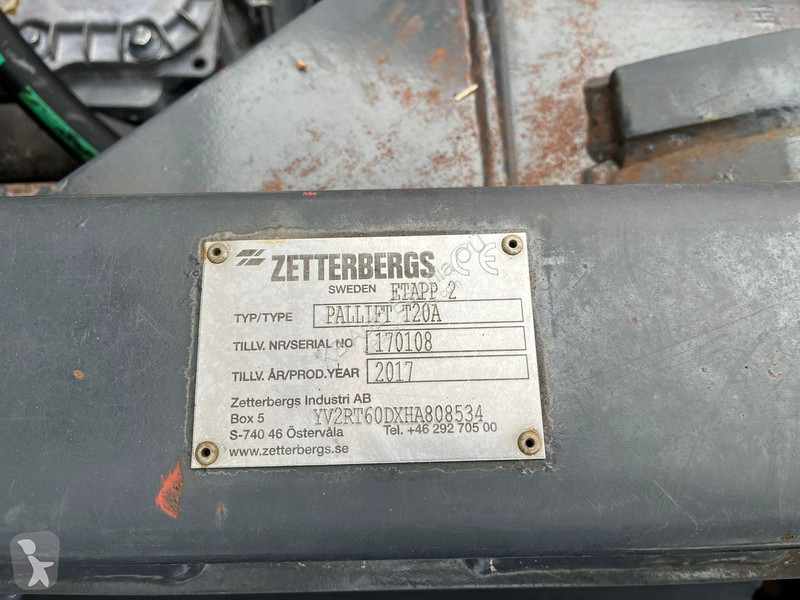 ZETTERBERGS CE
SWEDEN ETAPP 2
TYP/TYPE PALLIFT T20A
TILLV. NR/SERIAL NO 170108
TILLV. ÅR/PROD.YEAR 2017
Zetterbergs Industri AB
Box 5 YV2RT60DXHA808534
S-740 46 Östervåla Tel. +46 292 705 00
www.zetterbergs.se